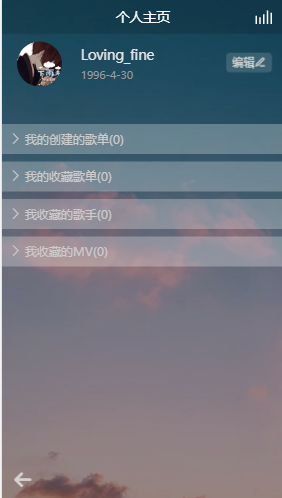 个人主页
Loving_fine
1996-4-30
编辑
我的创建的歌单(0)
我的收藏歌单(0)
我收藏的歌手(0)
我收藏的MV(0)